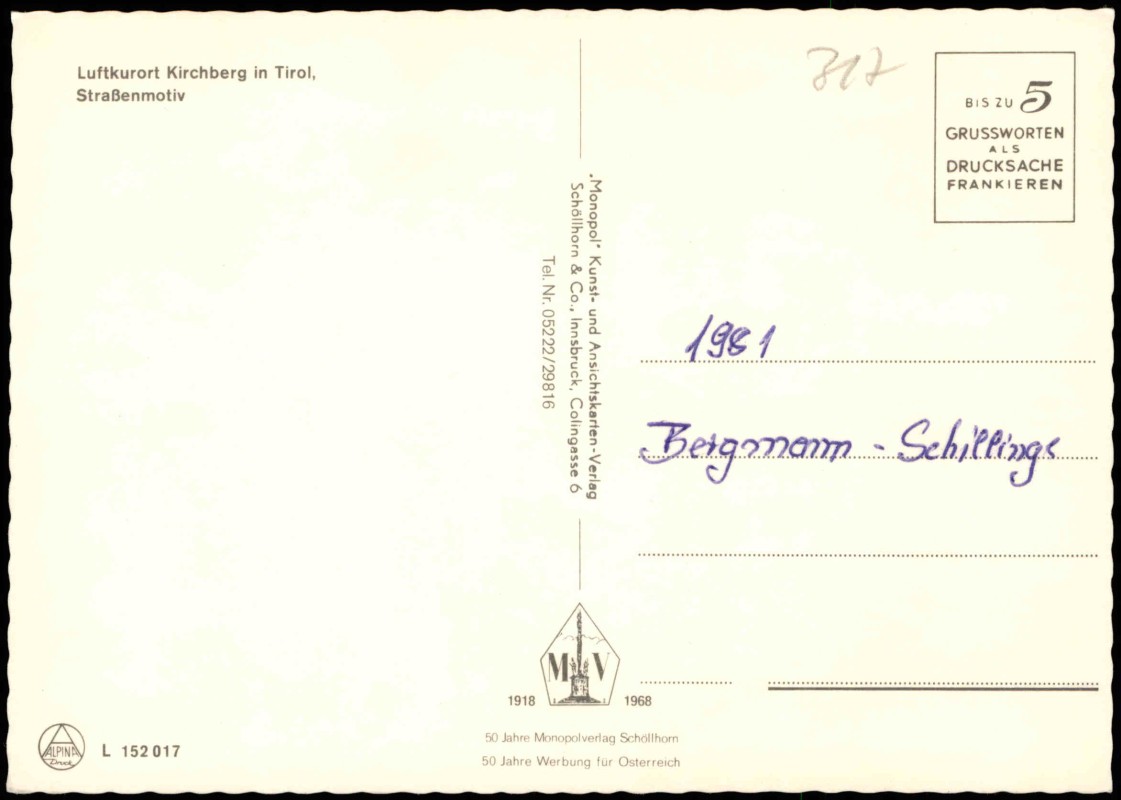 Luftkurort Kirchberg in Tirol,
Straßenmotiv
317
BIS ZU 5
GRUSSWORTEN
ALS
DRUCKSACHE
FRANKIEREN
„Monopol" Kunst- und Ansichtskarten-Verlag
Schöllhorn & Co., Innsbruck, Colingasse 6
Tel. Nr. 05222/29816
1981
Bergmann - Schillings
M V
1918 1968
50 Jahre Monopolverlag Schöllhorn
50 Jahre Werbung für Österreich
ALPINA
Druck
L 152017